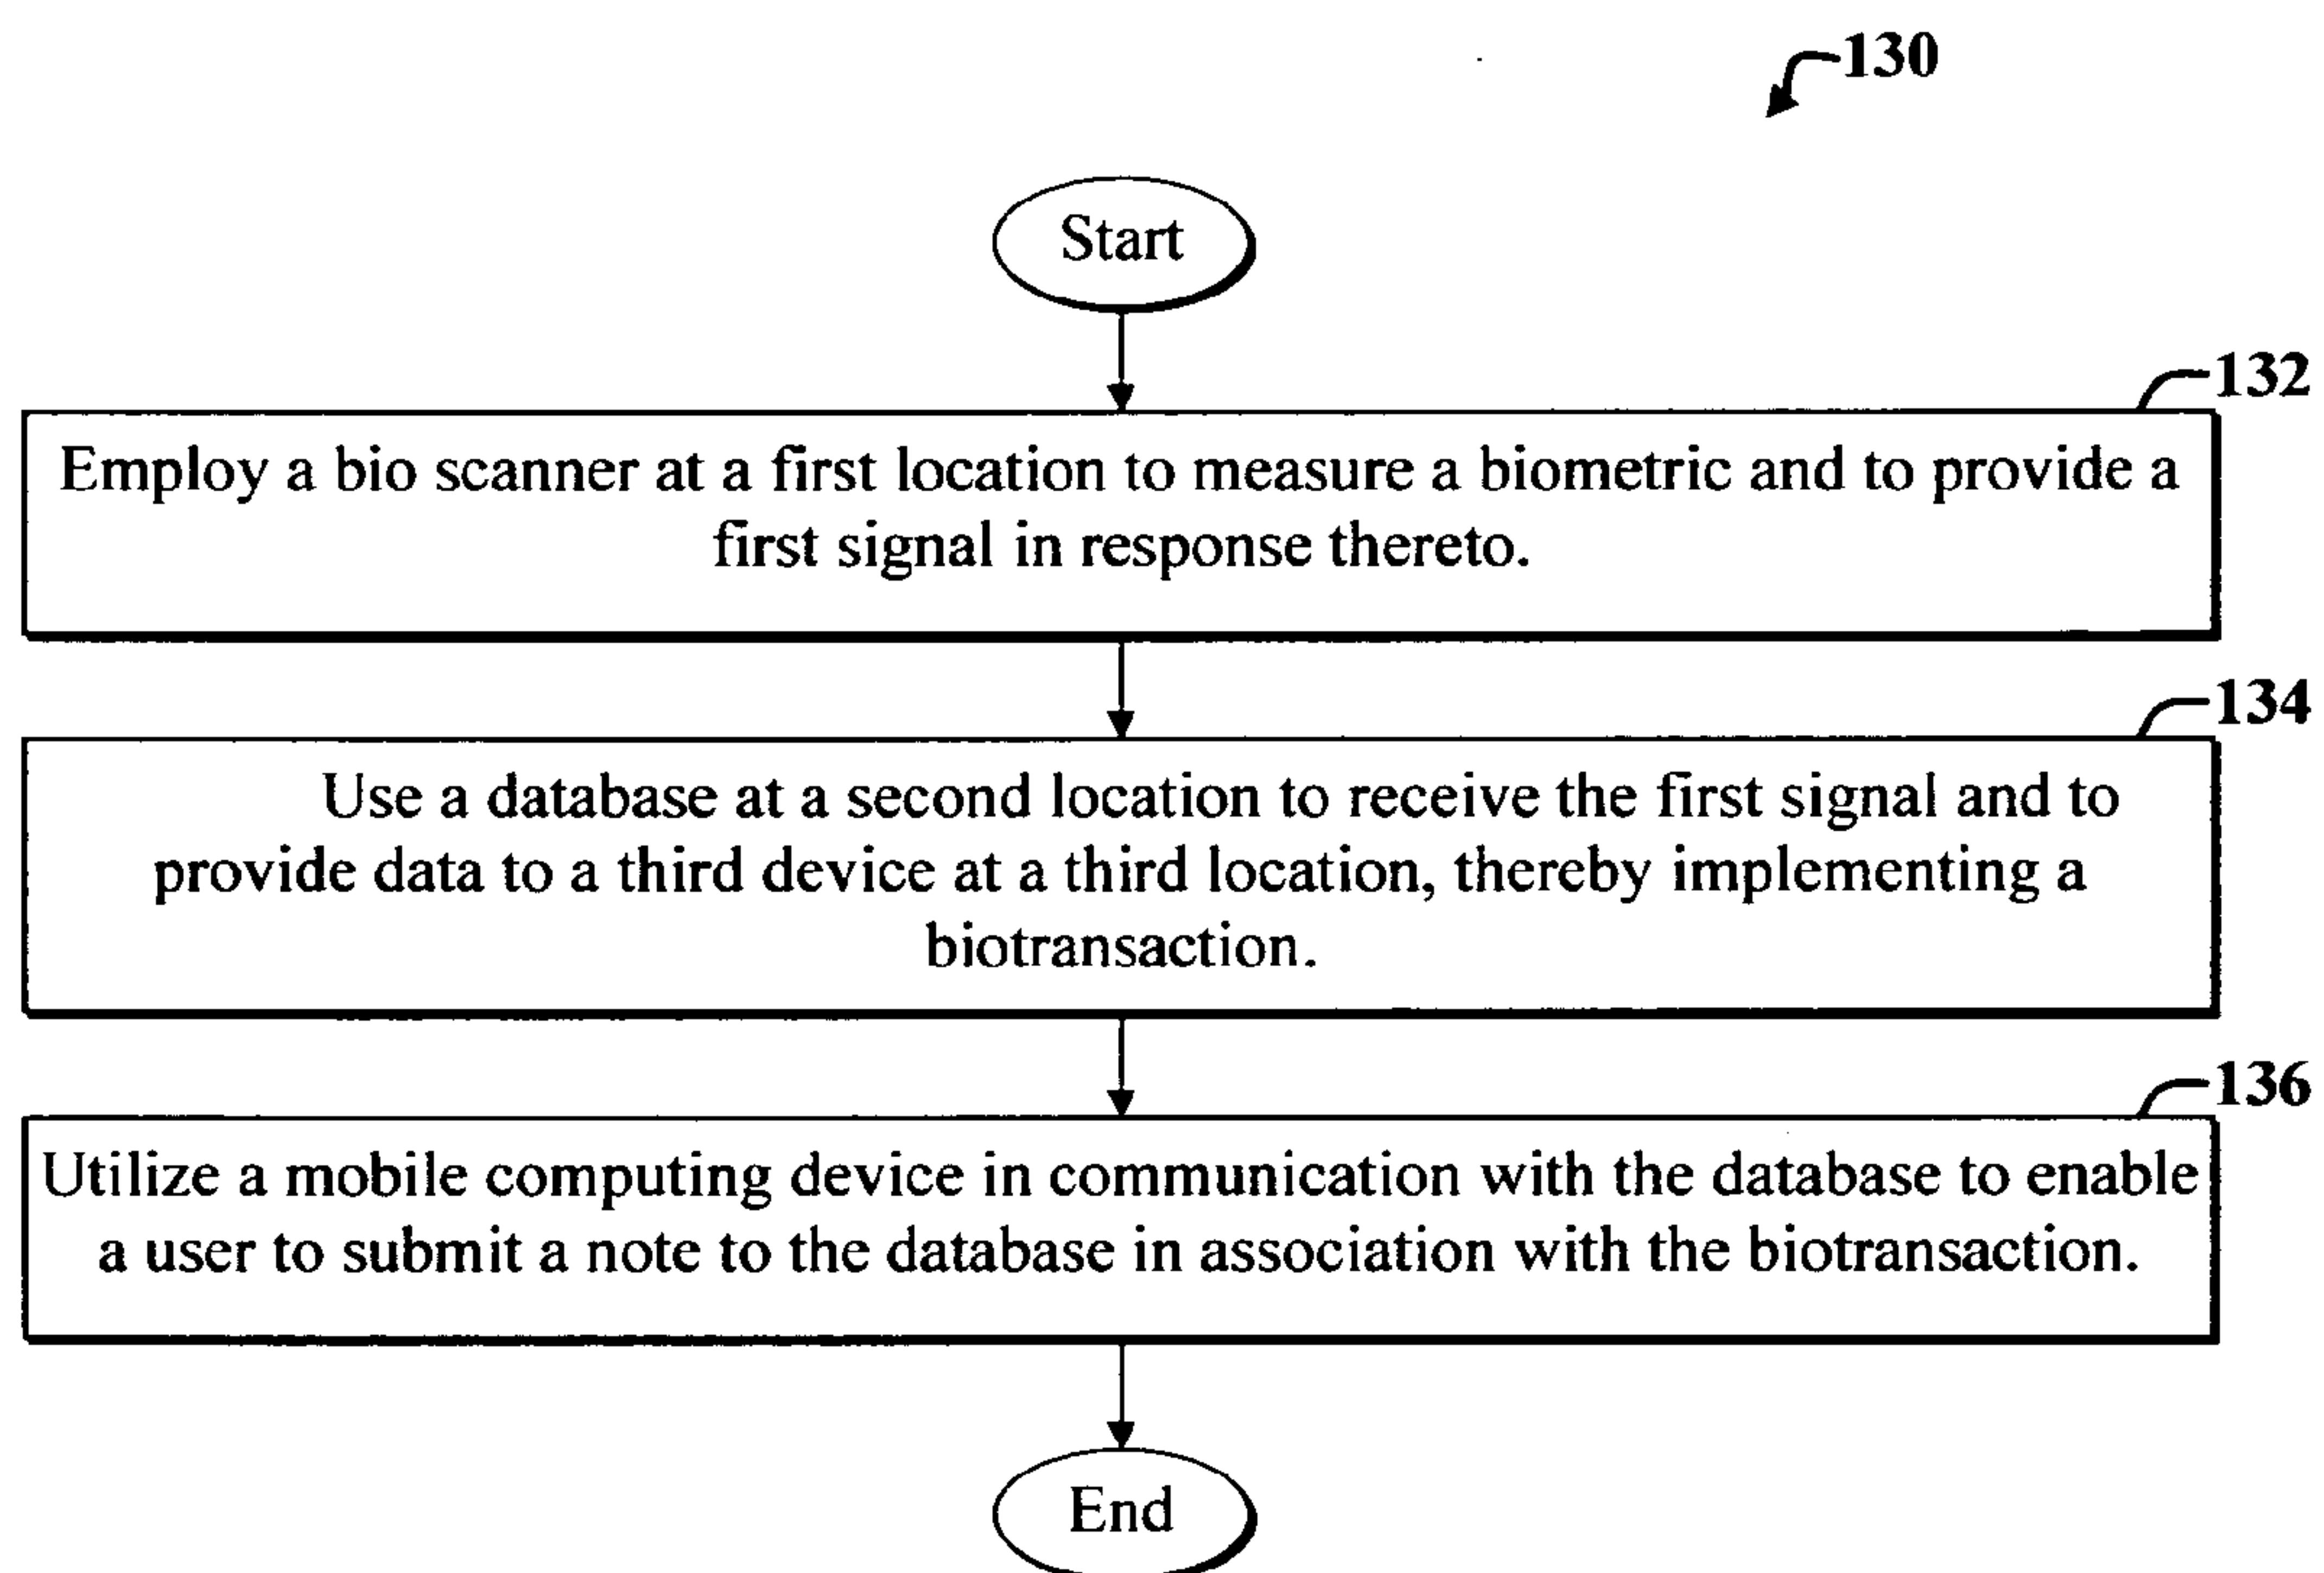 130
Start
132
Employ a bio scanner at a first location to measure a biometric and to provide a
first signal in response thereto.
134
Use a database at a second location to receive the first signal and to
provide data to a third device at a third location, thereby implementing a
biotransaction.
136
Utilize a mobile computing device in communication with the database to enable
a user to submit a note to the database in association with the biotransaction.
End